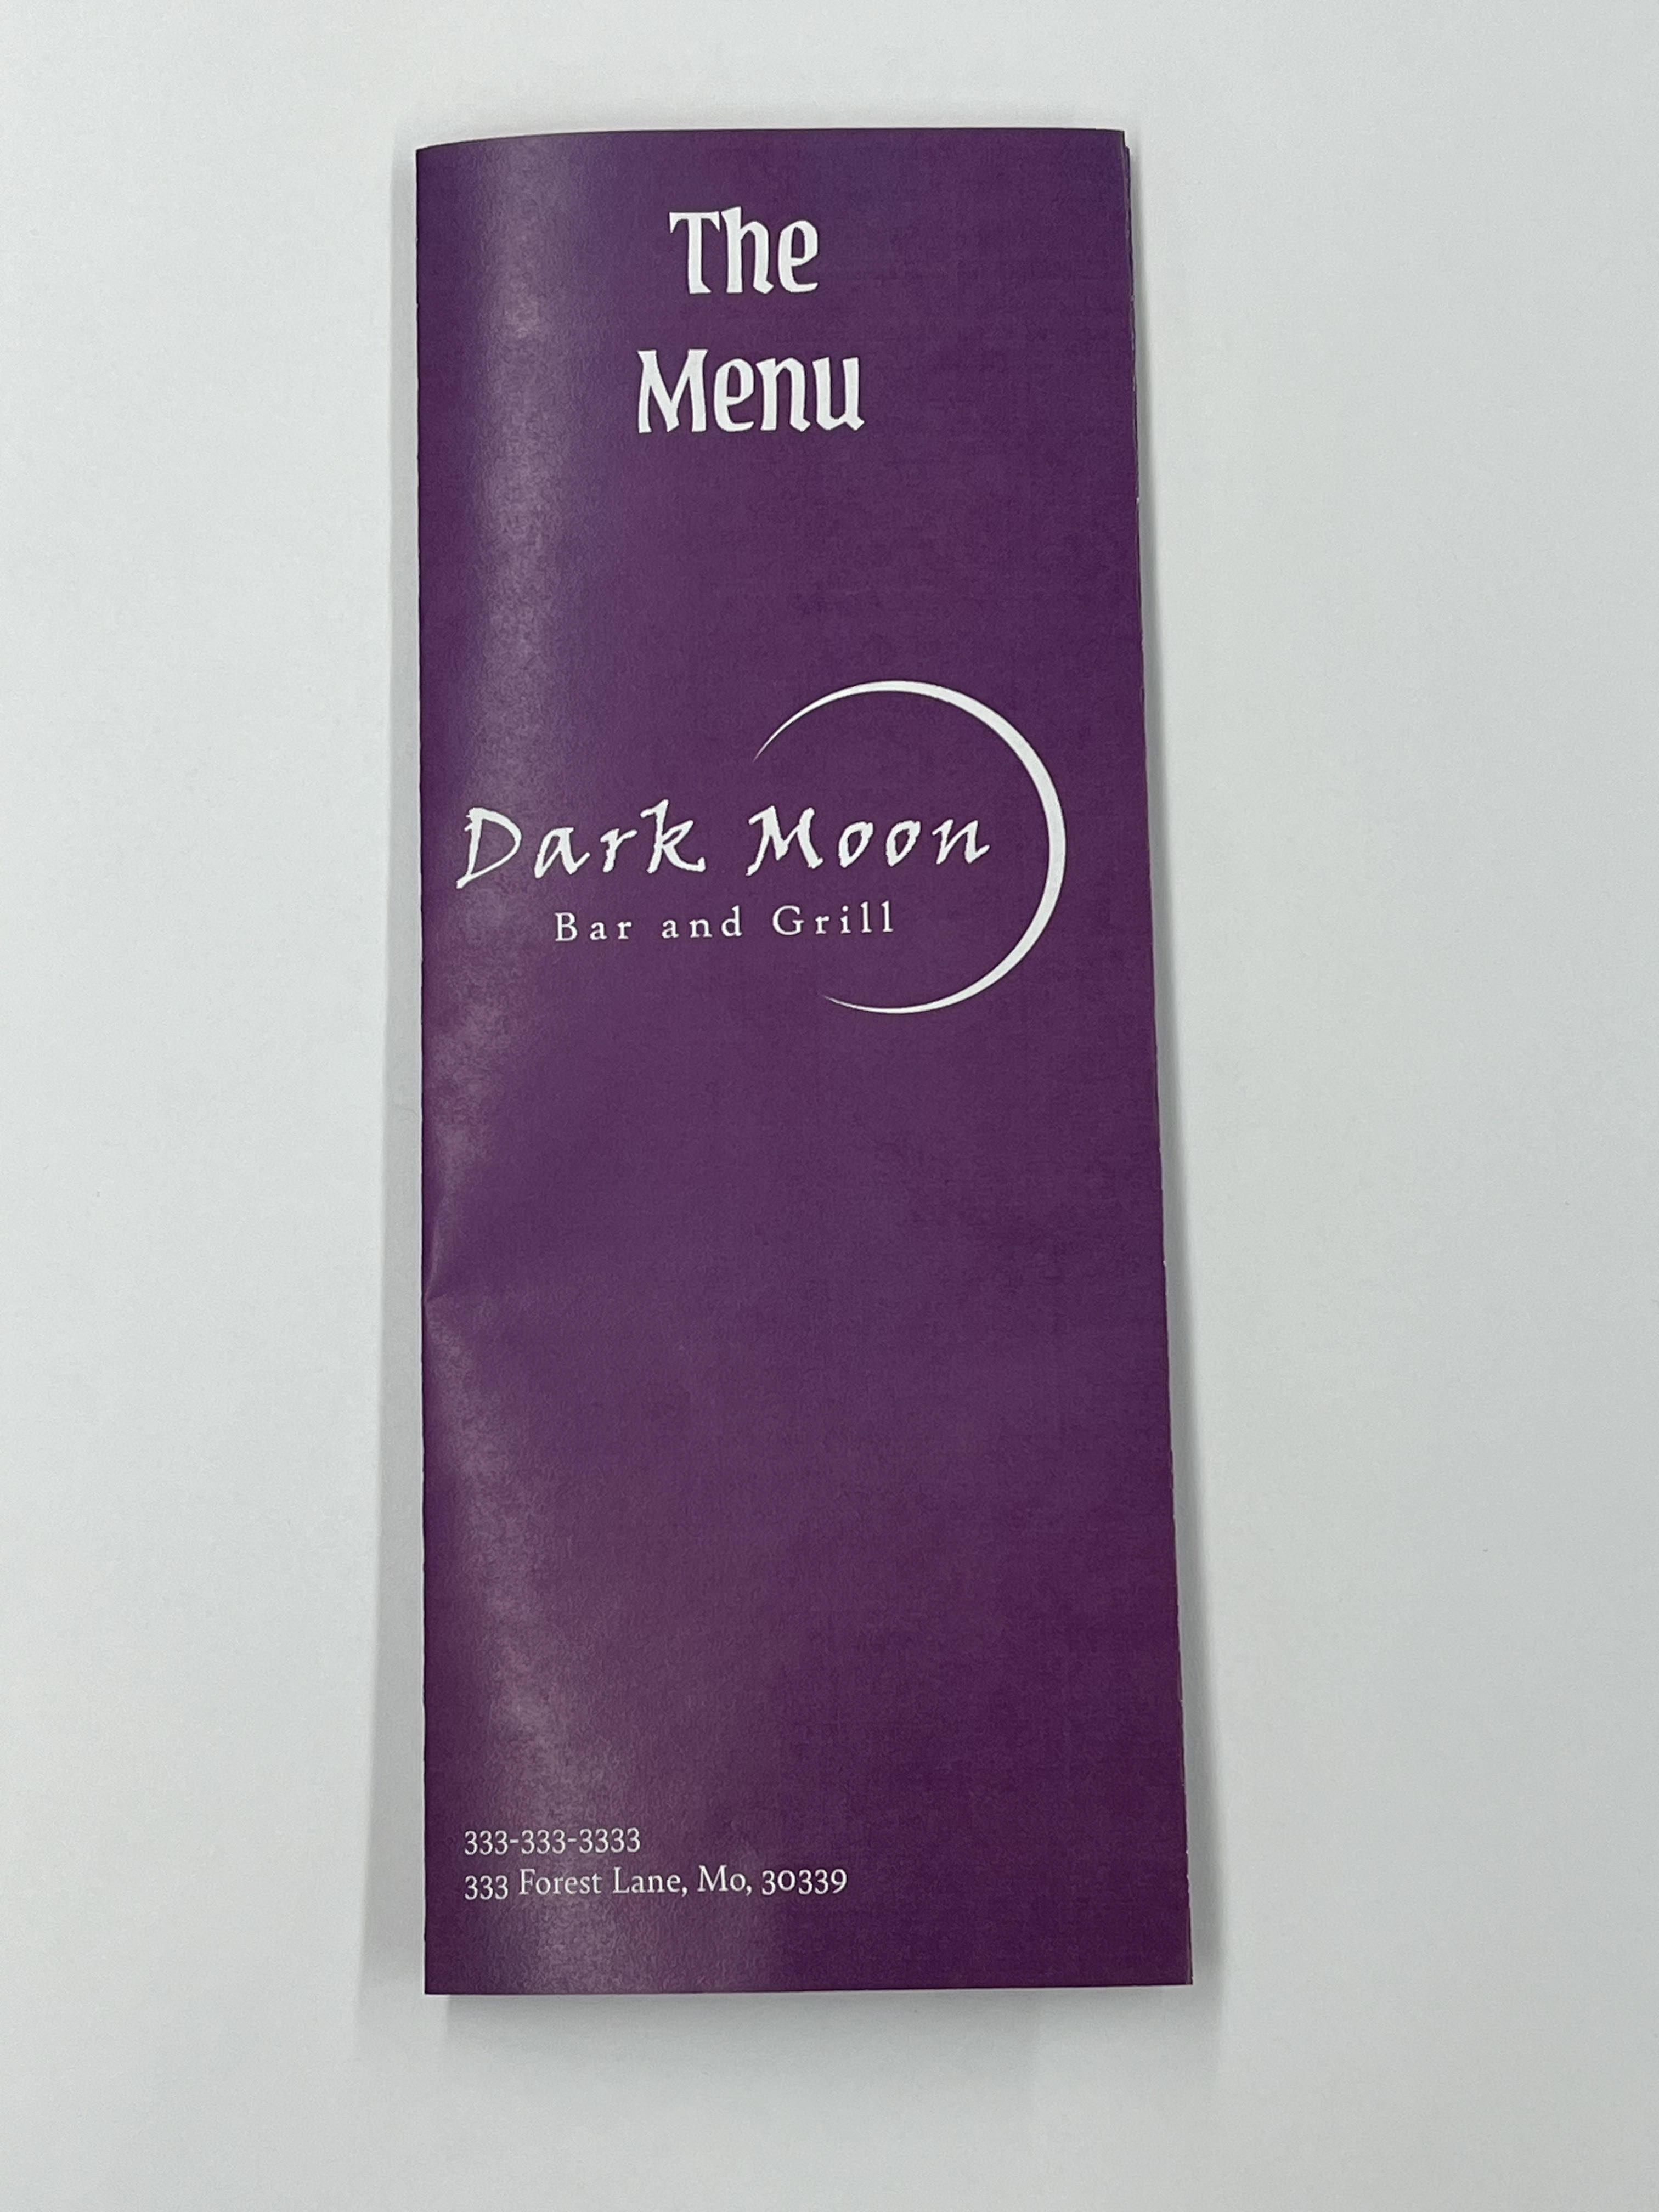 The
Menu
Dark Moon
Bar and Grill
333-333-3333
333 Forest Lane, Mo, 30339